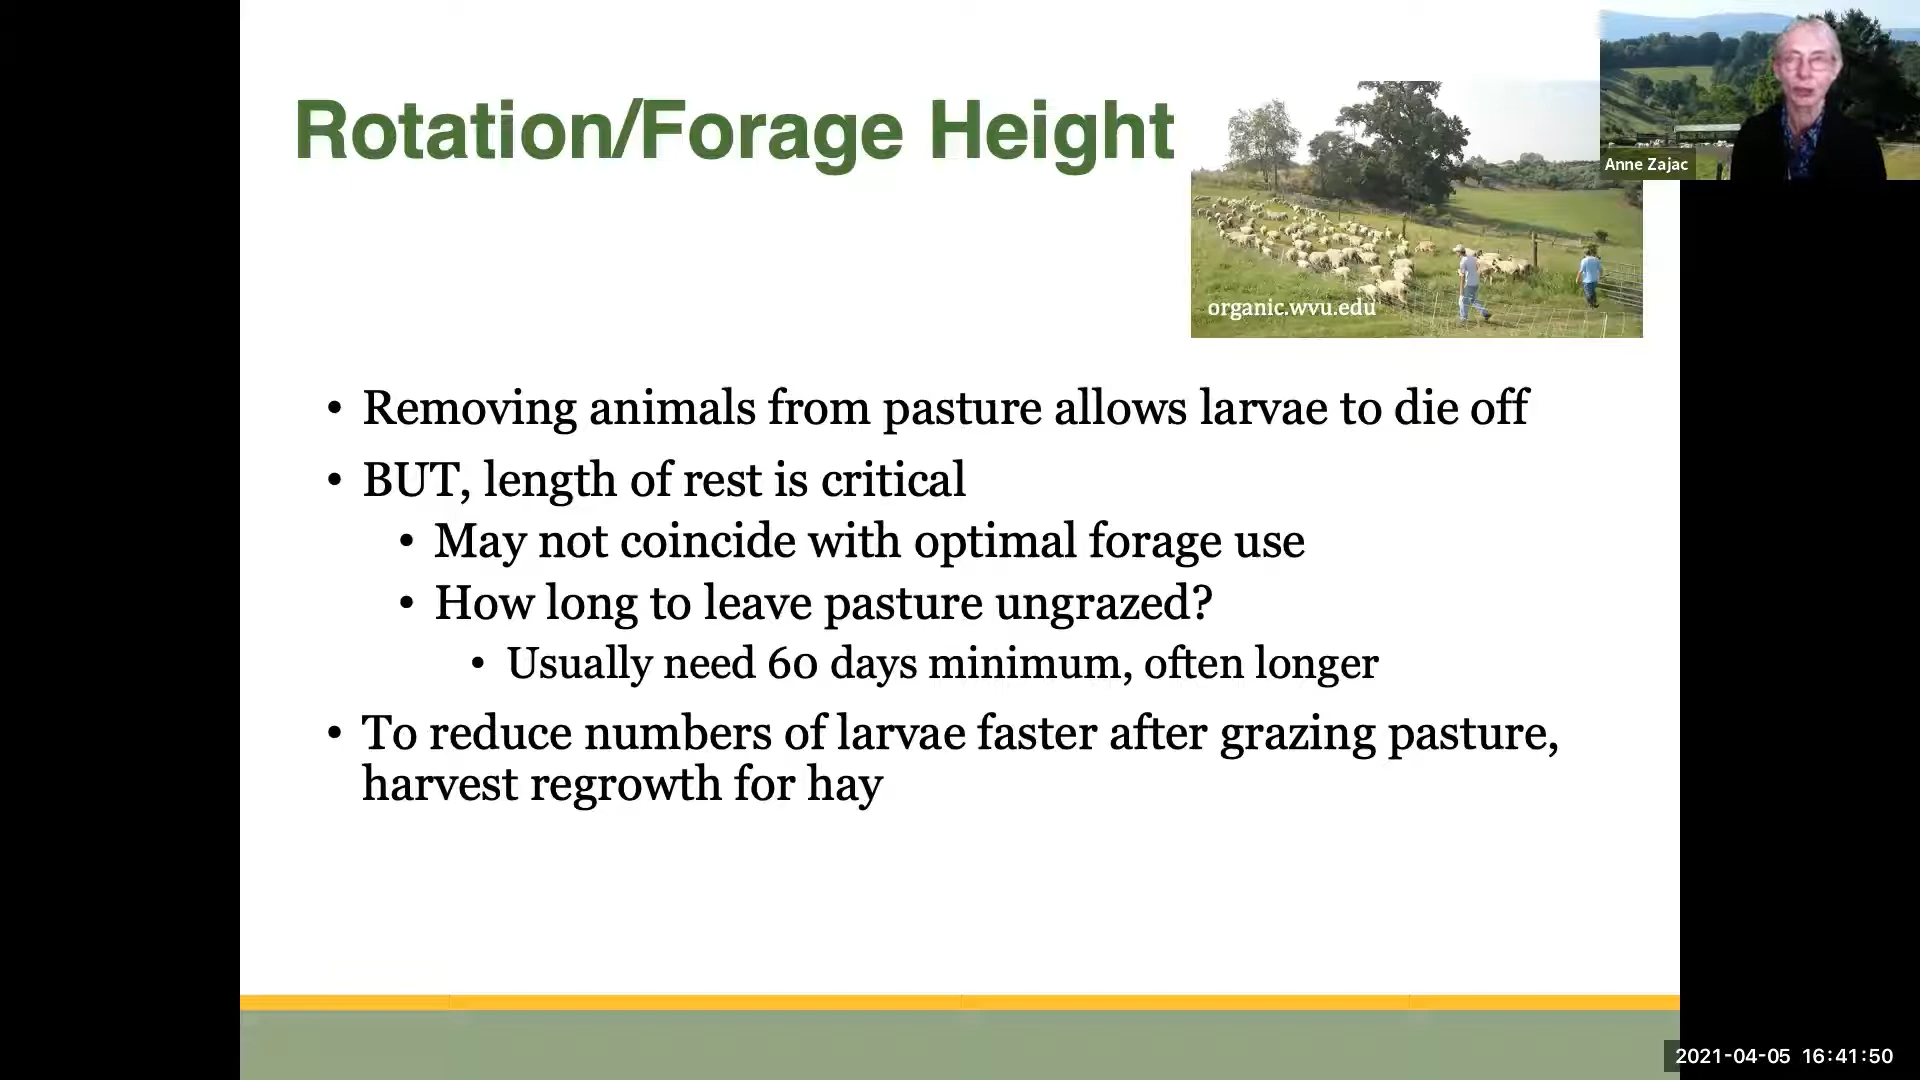 Rotation/Forage Height
Anne Zajac
organic.wvu.edu
• Removing animals from pasture allows larvae to die off
• BUT, length of rest is critical
• May not coincide with optimal forage use
• How long to leave pasture ungrazed?
• Usually need 60 days minimum, often longer
• To reduce numbers of larvae faster after grazing pasture,
harvest regrowth for hay
2021-04-05 16:41:50